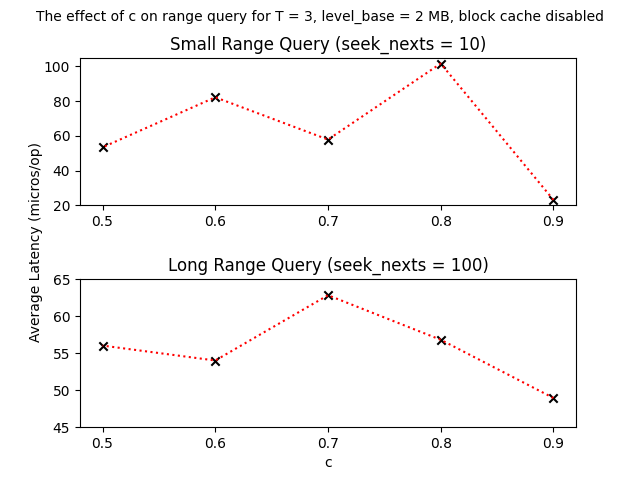 The effect of c on range query for T = 3, level_base = 2 MB, block cache disabled
Small Range Query (seek_nexts = 10)
100
80
60
40
20
0.5 0.6 0.7 0.8 0.9
Average Latency (micros/op)
Long Range Query (seek_nexts = 100)
65
60
55
50
45
0.5 0.6 0.7 0.8 0.9
c